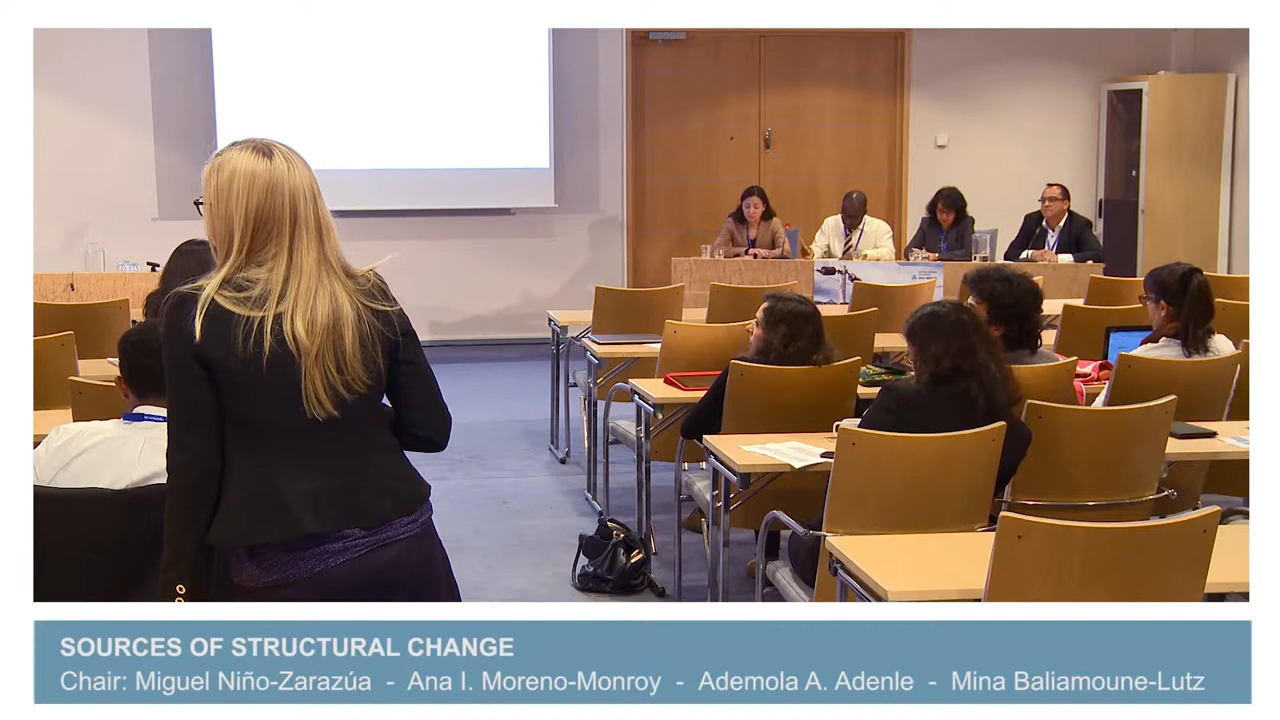 SOURCES OF STRUCTURAL CHANGE
Chair: Miguel Niño-Zarazúa - Ana I. Moreno-Monroy - Ademola A. Adenle - Mina Baliamoune-Lutz